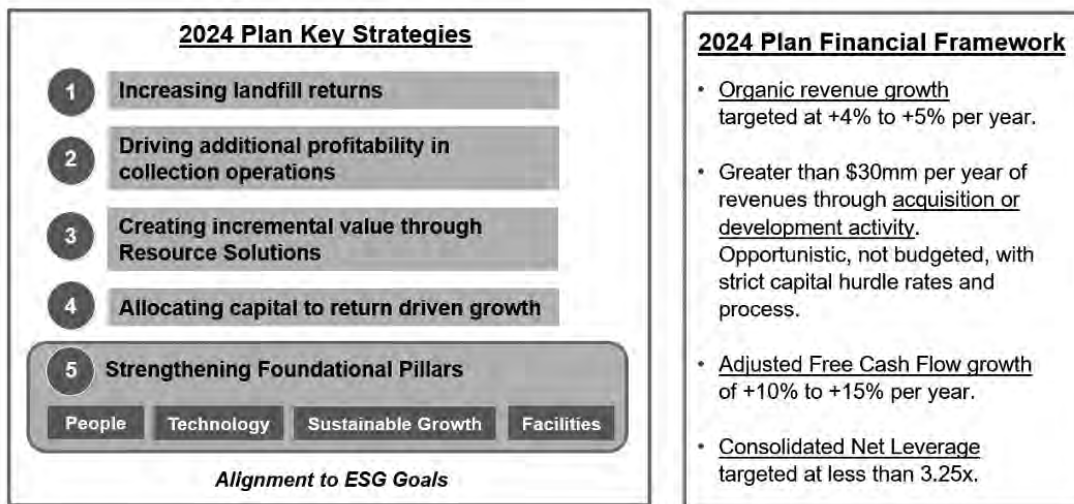 2024 Plan Key Strategies
1
Increasing landfill returns
2
Driving additional profitability in
collection operations
3
Creating incremental value through
Resource Solutions
4
Allocating capital to return driven growth
5
Strengthening Foundational Pillars
People
Technology
Sustainable Growth
Facilities
Alignment to ESG Goals
2024 Plan Financial Framework
• Organic revenue growth
targeted at +4% to +5% per year.
• Greater than $30mm per year of
revenues through acquisition or
development activity.
Opportunistic, not budgeted, with
strict capital hurdle rates and
process.
• Adjusted Free Cash Flow growth
of +10% to +15% per year.
• Consolidated Net Leverage
targeted at less than 3.25x.